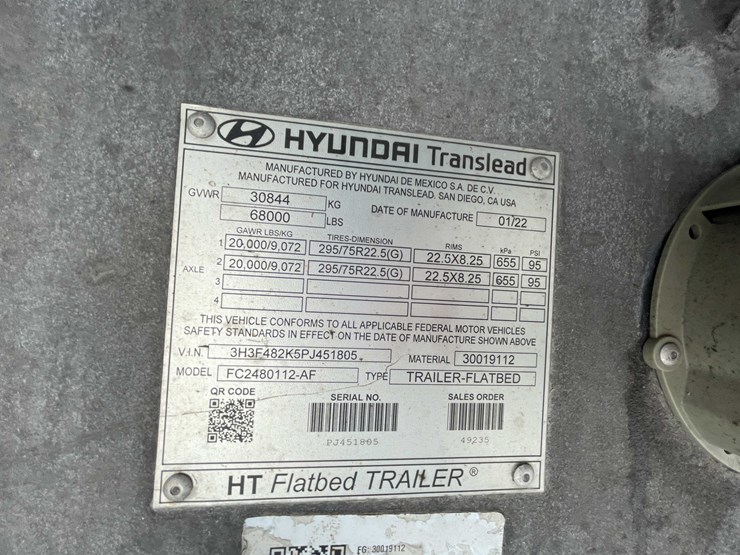 HYUNDAI Translead
MANUFACTURED BY HYUNDAI DE MEXICO S.A. DE C.V.
MANUFACTURED FOR HYUNDAI TRANSLEAD. SAN DIEGO, CA USA
GVWR 30844 KG DATE OF MANUFACTURE 01/22
68000 LBS
GAWR LBS/KG TIRES-DIMENSION RIMS kPa PSI
1 20,000/9,072 295/75R22.5(G) 22.5X8.25 655 95
AXLE 2 20,000/9,072 295/75R22.5(G) 22.5X8.25 655 95
3
4
THIS VEHICLE CONFORMS TO ALL APPLICABLE FEDERAL MOTOR VEHICLES
SAFETY STANDARDS IN EFFECT ON THE DATE OF MANUFACTURE SHOWN ABOVE
V.I.N. 3H3F482K5PJ451805 MATERIAL 30019112
MODEL FC2480112-AF TYPE TRAILER-FLATBED
QR CODE SERIAL NO. SALES ORDER
PJ451805 49235
HT Flatbed TRAILER®
FG: 30019112